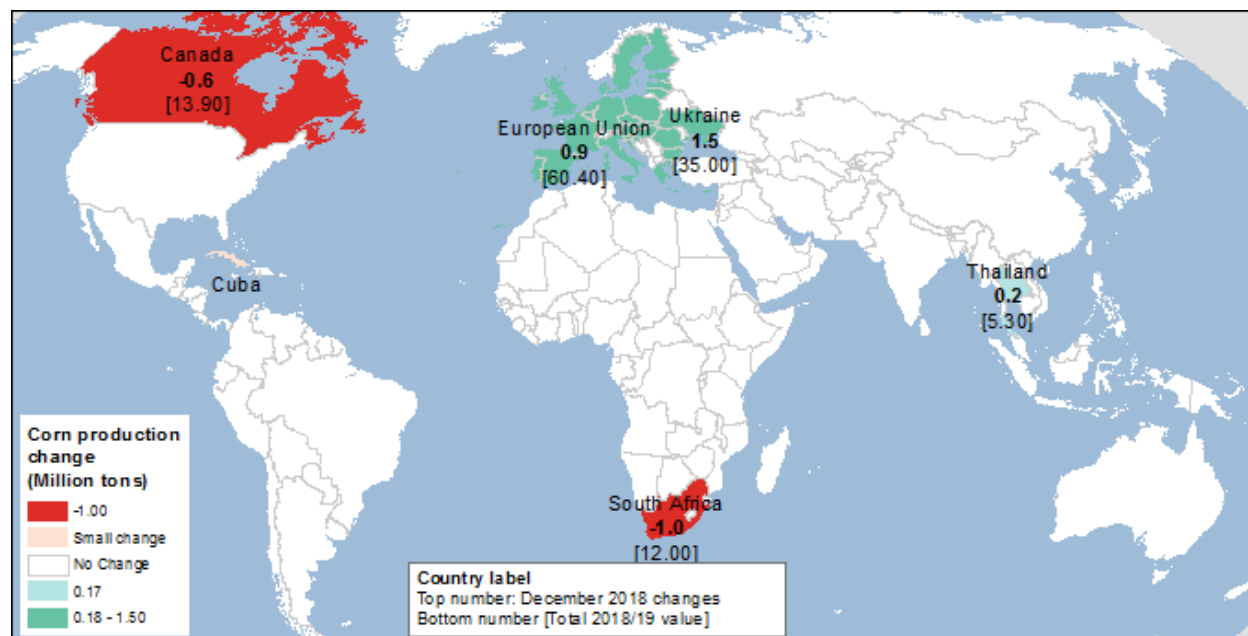 Canada
-0.6
[13.90]
European Union
0.9
[60.40]
Ukraine
1.5
[35.00]
Cuba
Thailand
0.2
[5.30]
South Africa
-1.0
[12.00]
Corn production
change
(Million tons)
-1.00
Small change
No Change
0.17
0.18 - 1.50
Country label
Top number: December 2018 changes
Bottom number [Total 2018/19 value]